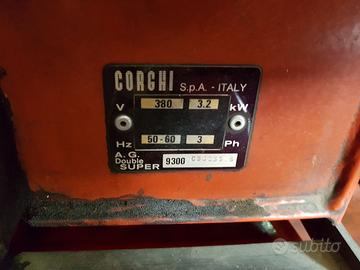 CORGHI S.p.A. - ITALY
V 380 3.2 kW
Hz 50-60 3 Ph
A. G.
Double
SUPER 9300
subito